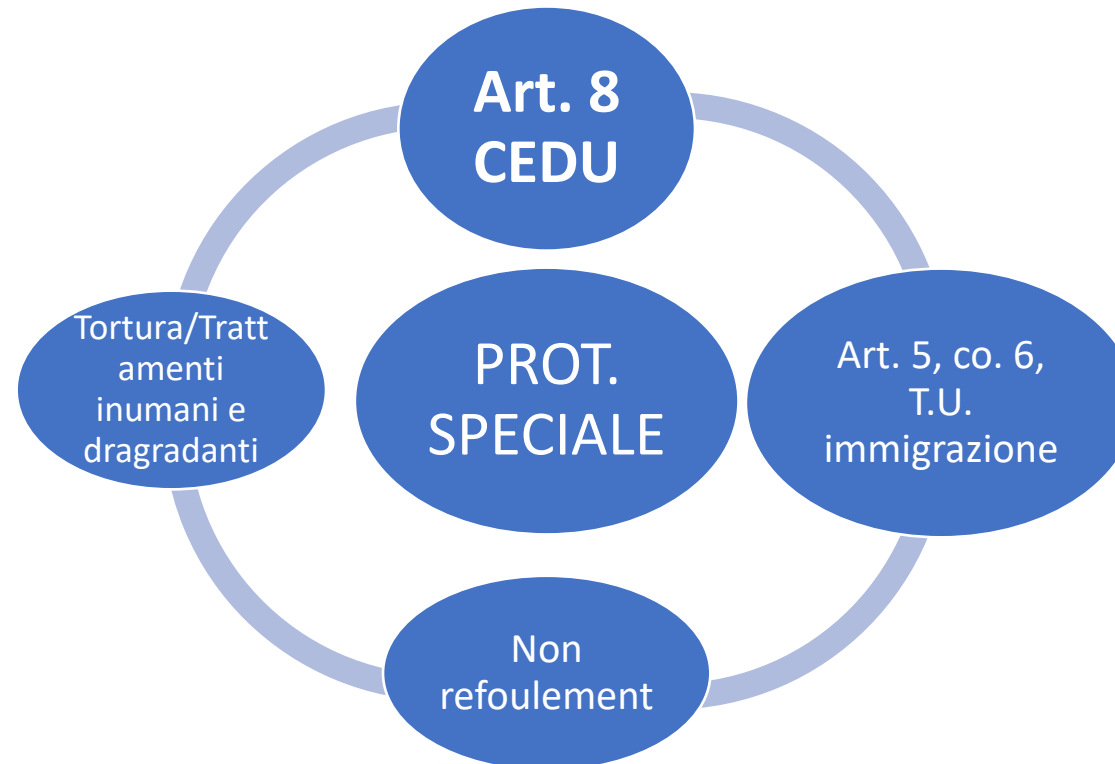 Art. 8
CEDU
Tortura/Tratt
amenti
inumani e
dragradanti
PROT.
SPECIALE
Art. 5, co. 6,
T.U.
immigrazione
Non
refoulement